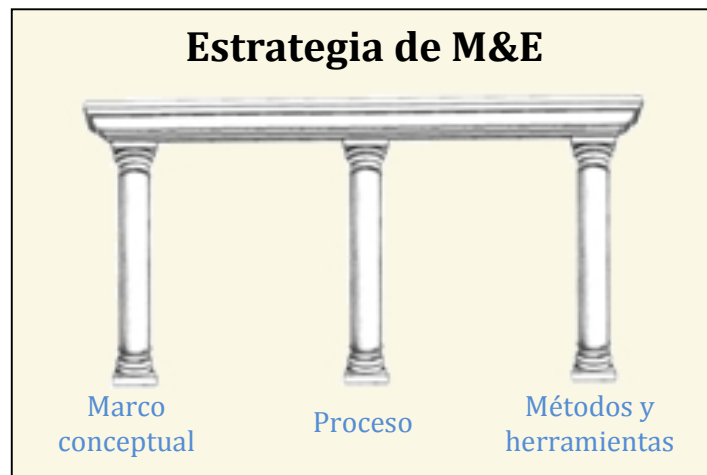 Estrategia de M&E
Marco
conceptual
Proceso
Métodos y
herramientas